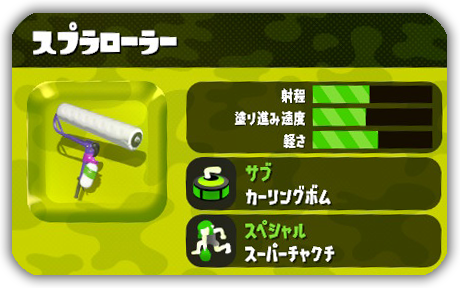 スプラローラー
射程
塗り進み速度
軽さ
サブ
カーリングボム
スペシャル
スーパーチャクチ